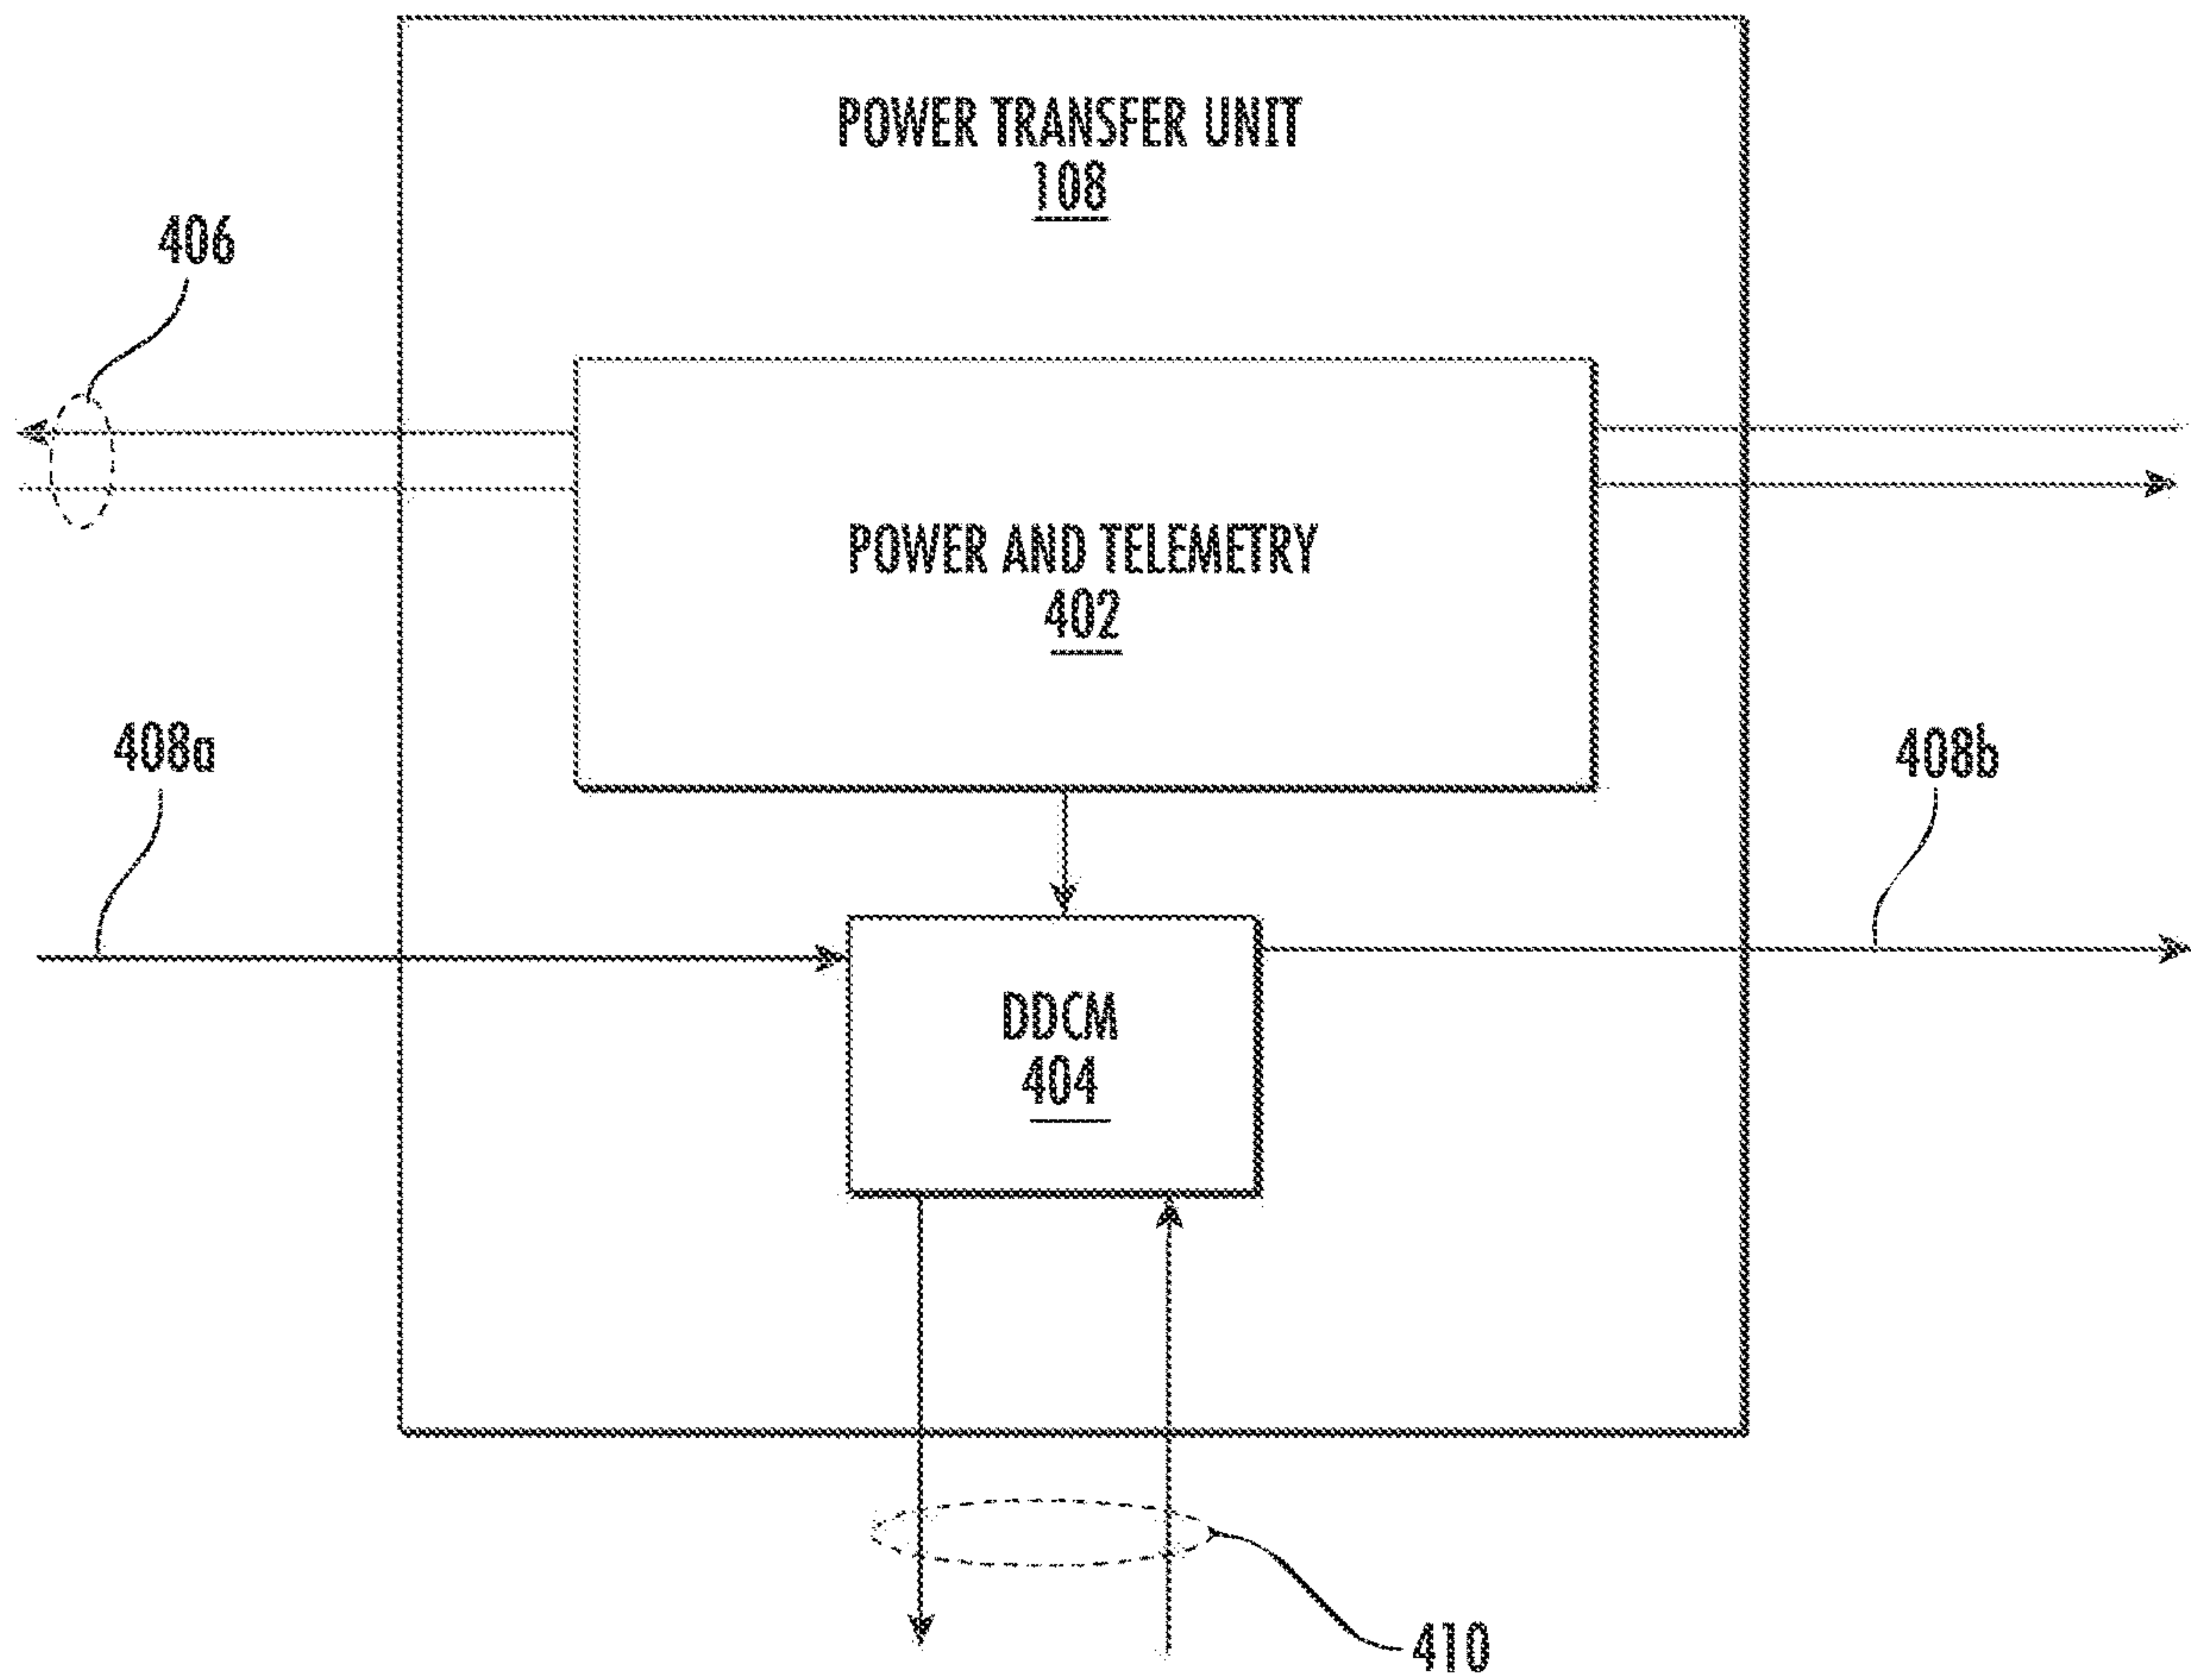 POWER TRANSFER UNIT
108
406
POWER AND TELEMETRY
402
408a
408b
DDCM
404
410